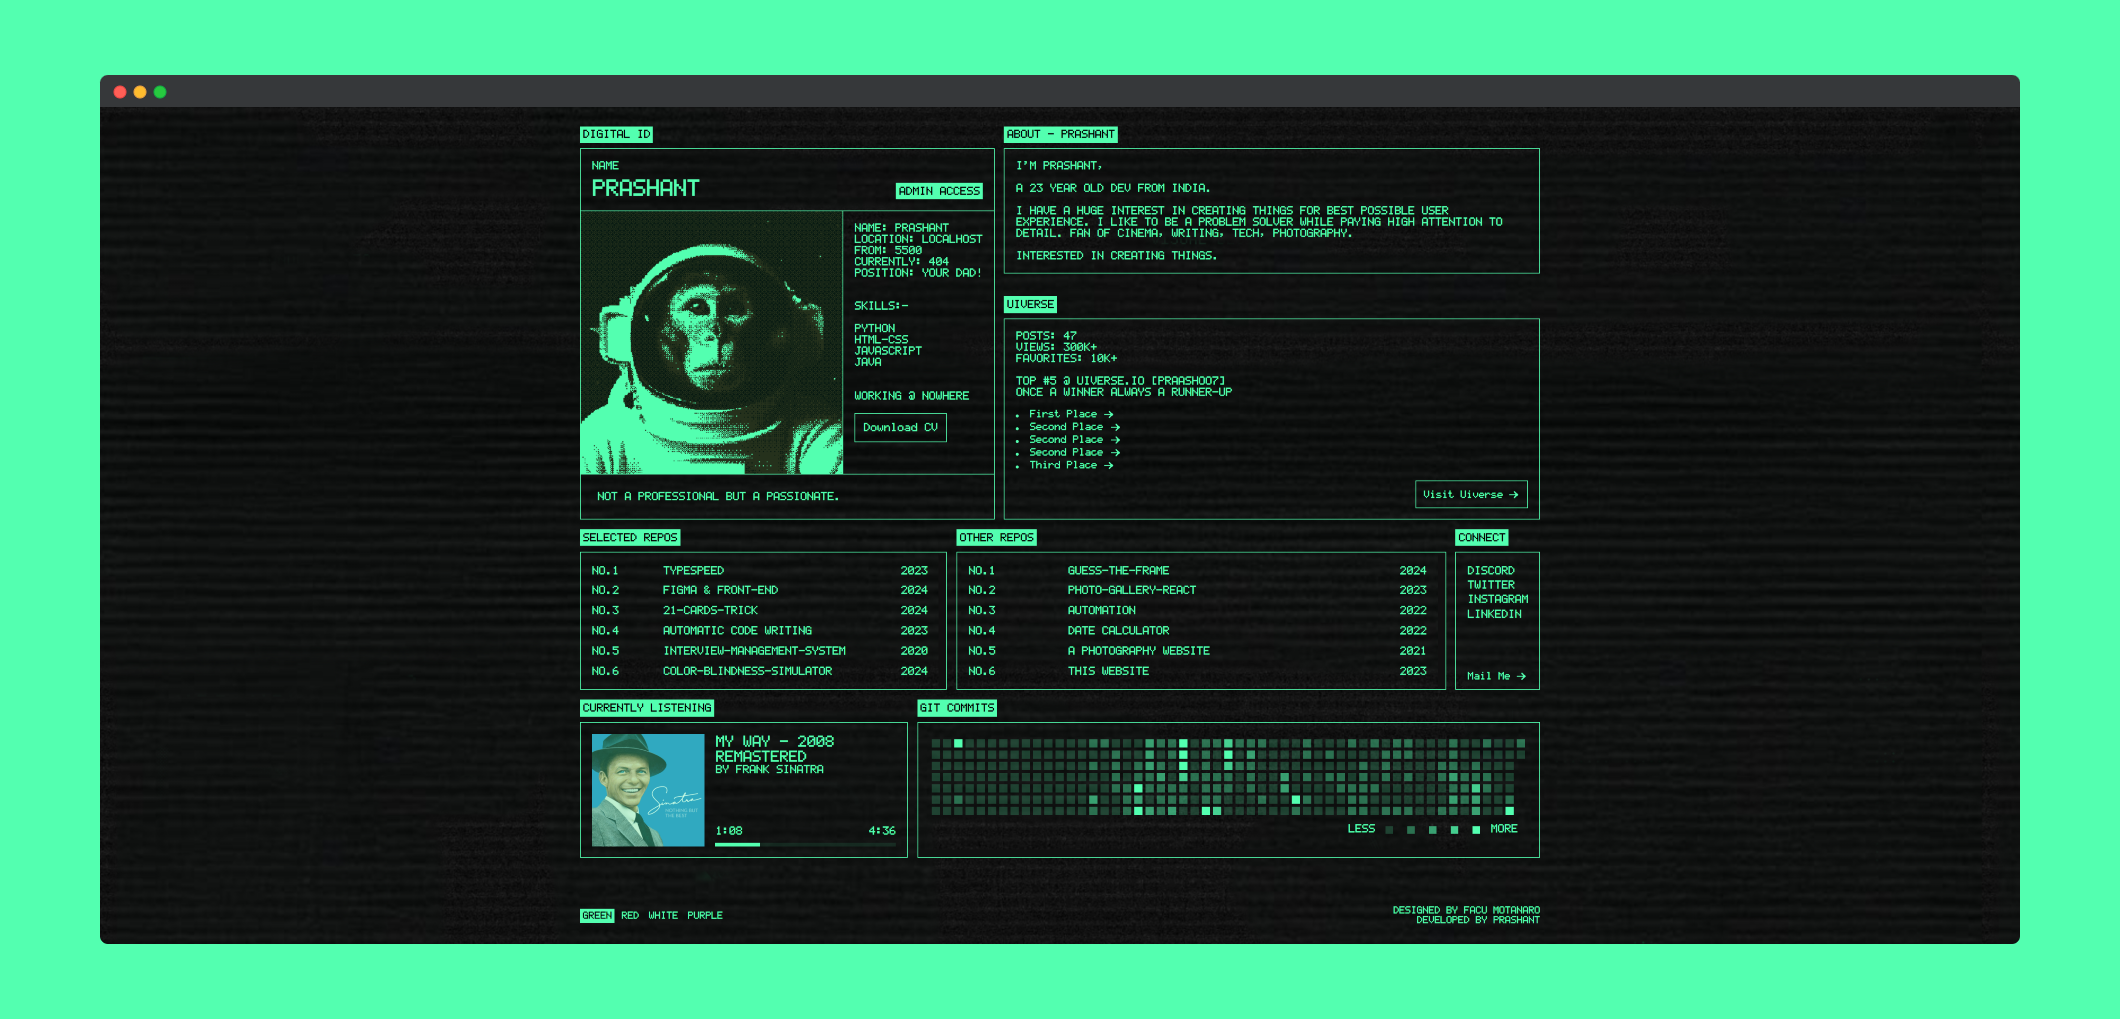 DIGITAL ID
NAME
PRASHANT
ADMIN ACCESS
NAME: PRASHANT
LOCATION: LOCALHOST
FROM: 5500
CURRENTLY: 404
POSITION: YOUR DAD!
SKILLS:-
PYTHON
HTML-CSS
JAVASCRIPT
JAVA
WORKING @ NOWHERE
Download CV
NOT A PROFESSIONAL BUT A PASSIONATE.
ABOUT - PRASHANT
I'M PRASHANT,
A 23 YEAR OLD DEV FROM INDIA.
I HAVE A HUGE INTEREST IN CREATING THINGS FOR BEST POSSIBLE USER
EXPERIENCE. I LIKE TO BE A PROBLEM SOLVER WHILE PAYING HIGH ATTENTION TO
DETAIL. FAN OF CINEMA, WRITING, TECH, PHOTOGRAPHY.
INTERESTED IN CREATING THINGS.
UIVERSE
POSTS: 47
VIEWS: 300K+
FAVORITES: 10K+
TOP #5 @ UIVERSE.IO [PRAASHOO7]
ONCE A WINNER ALWAYS A RUNNER-UP
. First Place →
. Second Place →
. Second Place →
. Second Place →
. Third Place →
Visit Uiverse →
SELECTED REPOS
NO.1 TYPESPEED 2023
NO.2 FIGMA & FRONT-END 2024
NO.3 21-CARDS-TRICK 2024
NO.4 AUTOMATIC CODE WRITING 2023
NO.5 INTERVIEW-MANAGEMENT-SYSTEM 2020
NO.6 COLOR-BLINDNESS-SIMULATOR 2024
OTHER REPOS
NO.1 GUESS-THE-FRAME 2024
NO.2 PHOTO-GALLERY-REACT 2023
NO.3 AUTOMATION 2022
NO.4 DATE CALCULATOR 2022
NO.5 A PHOTOGRAPHY WEBSITE 2021
NO.6 THIS WEBSITE 2023
CONNECT
DISCORD
TWITTER
INSTAGRAM
LINKEDIN
Mail Me →
CURRENTLY LISTENING
Sinatra
NOTHING BUT
THE BEST
MY WAY - 2008
REMASTERED
BY FRANK SINATRA
1:08 4:36
GIT COMMITS
LESS MORE
GREEN RED WHITE PURPLE
DESIGNED BY FACU MOTANARO
DEVELOPED BY PRASHANT